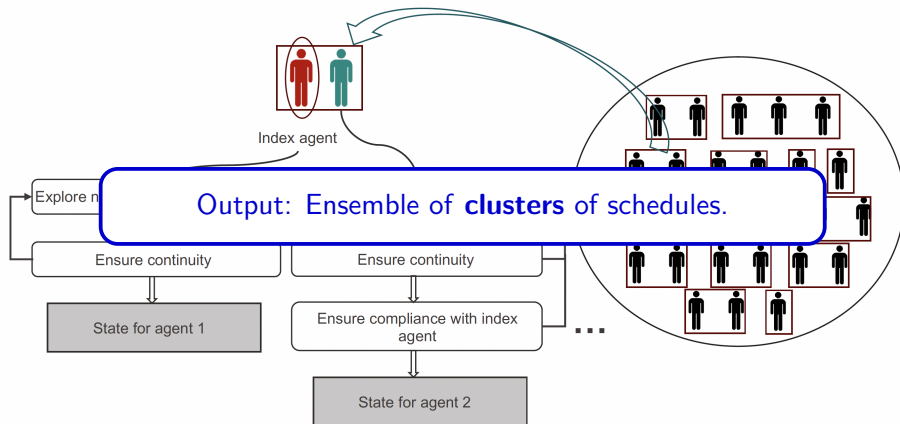 Index agent
Explore n
Output: Ensemble of clusters of schedules.
Ensure continuity
Ensure continuity
State for agent 1
Ensure compliance with index
agent
...
State for agent 2